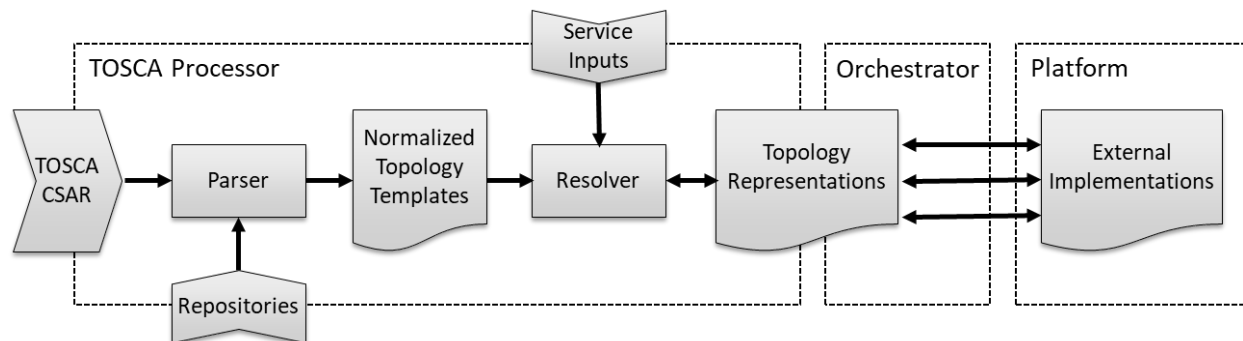 Service
Inputs
TOSCA Processor
Orchestrator
Platform
TOSCA
CSAR
Parser
Normalized
Topology
Templates
Resolver
Topology
Representations
External
Implementations
Repositories